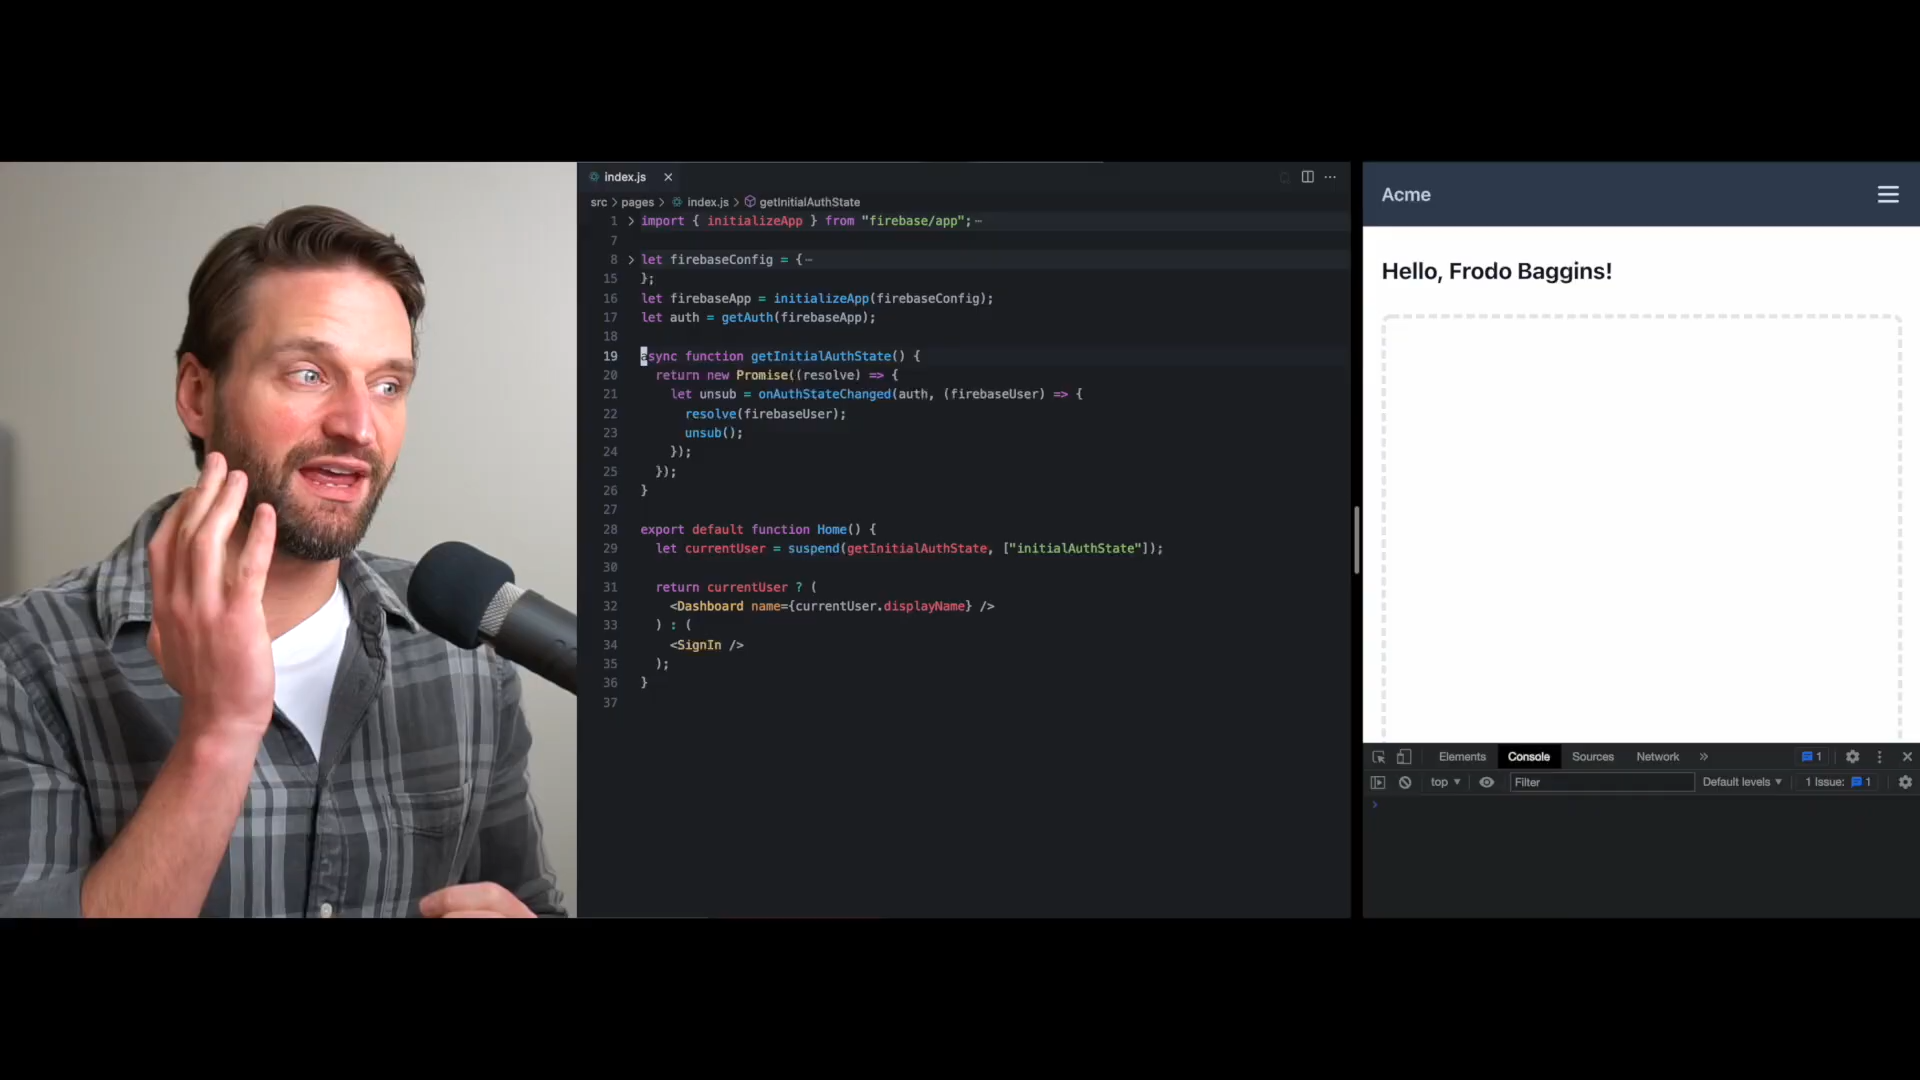 index.js
src > pages > index.js > getInitialAuthState
1 import { initializeApp } from "firebase/app";
7
8 let firebaseConfig = {
15 };
16 let firebaseApp = initializeApp(firebaseConfig);
17 let auth = getAuth(firebaseApp);
18
19 async function getInitialAuthState() {
20 return new Promise((resolve) => {
21 let unsub = onAuthStateChanged(auth, (firebaseUser) => {
22 resolve(firebaseUser);
23 unsub();
24 });
25 });
26 }
27
28 export default function Home() {
29 let currentUser = suspend(getInitialAuthState, ["initialAuthState"]);
30
31 return currentUser ? (
32 <Dashboard name={currentUser.displayName} />
33 ) : (
34 <SignIn />
35 );
36 }
37
Acme
Hello, Frodo Baggins!
Elements Console Sources Network » 1
top Filter Default levels 1 Issue: 1